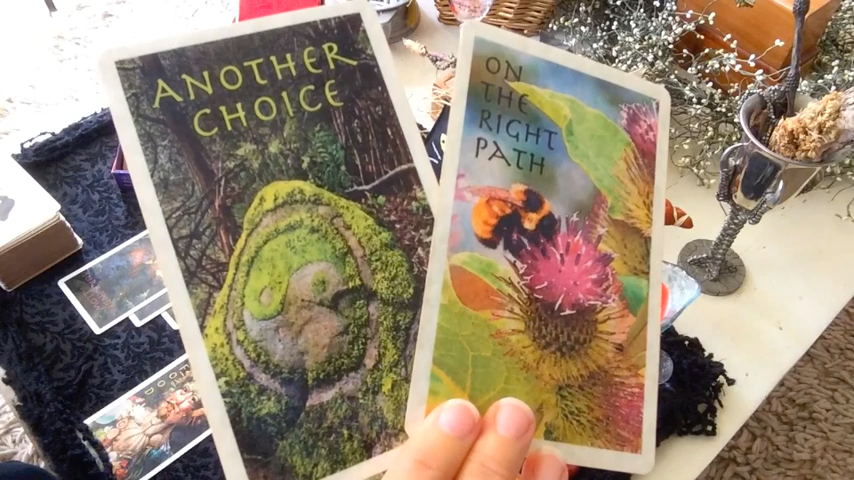 ANOTHER
CHOICE
ON
THE
RIGHT
PATH